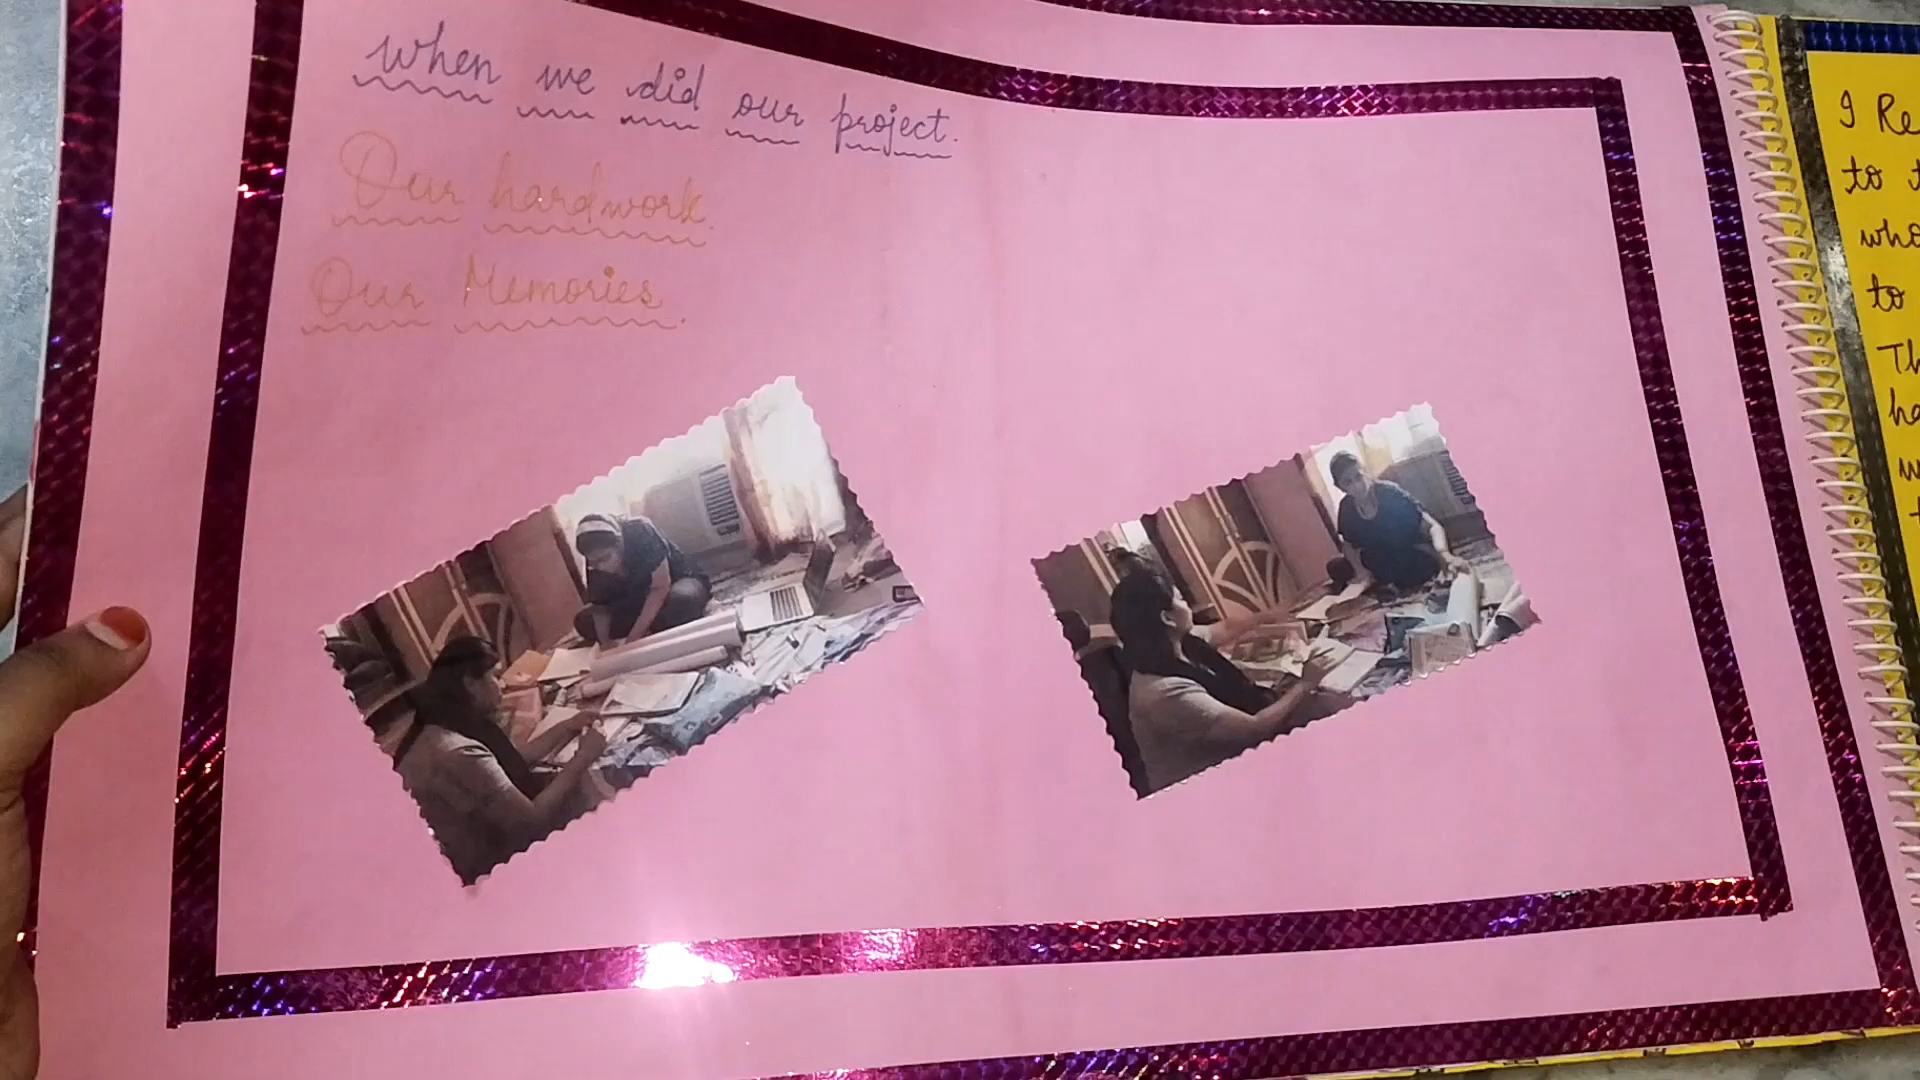 when we did our project.
Our hardwork.
Our Memories.
I Re
to t
who
to
Th
ha
w
t